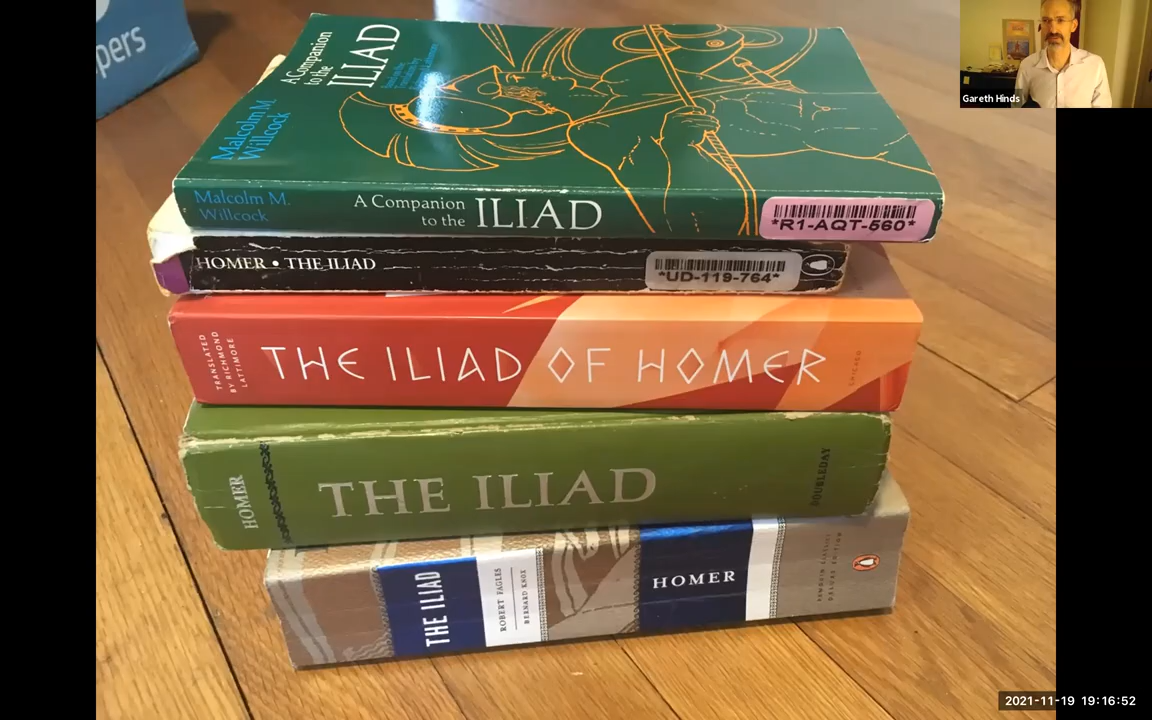 pers
A Companion
to the
ILIAD
Malcolm M.
Willcock
Malcolm M.
Willcock
A Companion
to the
ILIAD
*R1-AQT-560*
HOMER • THE ILIAD
*UD-119-764*
TRANSLATED
BY RICHMOND
LATTIMORE
THE ILIAD OF HOMER
CHICAGO
HOMER
THE ILIAD
DOUBLEDAY
THE ILIAD
ROBERT FAGLES
BERNARD KNOX
HOMER
PENGUIN CLASSICS
DELUXE EDITION
Gareth Hinds
2021-11-19 19:16:52